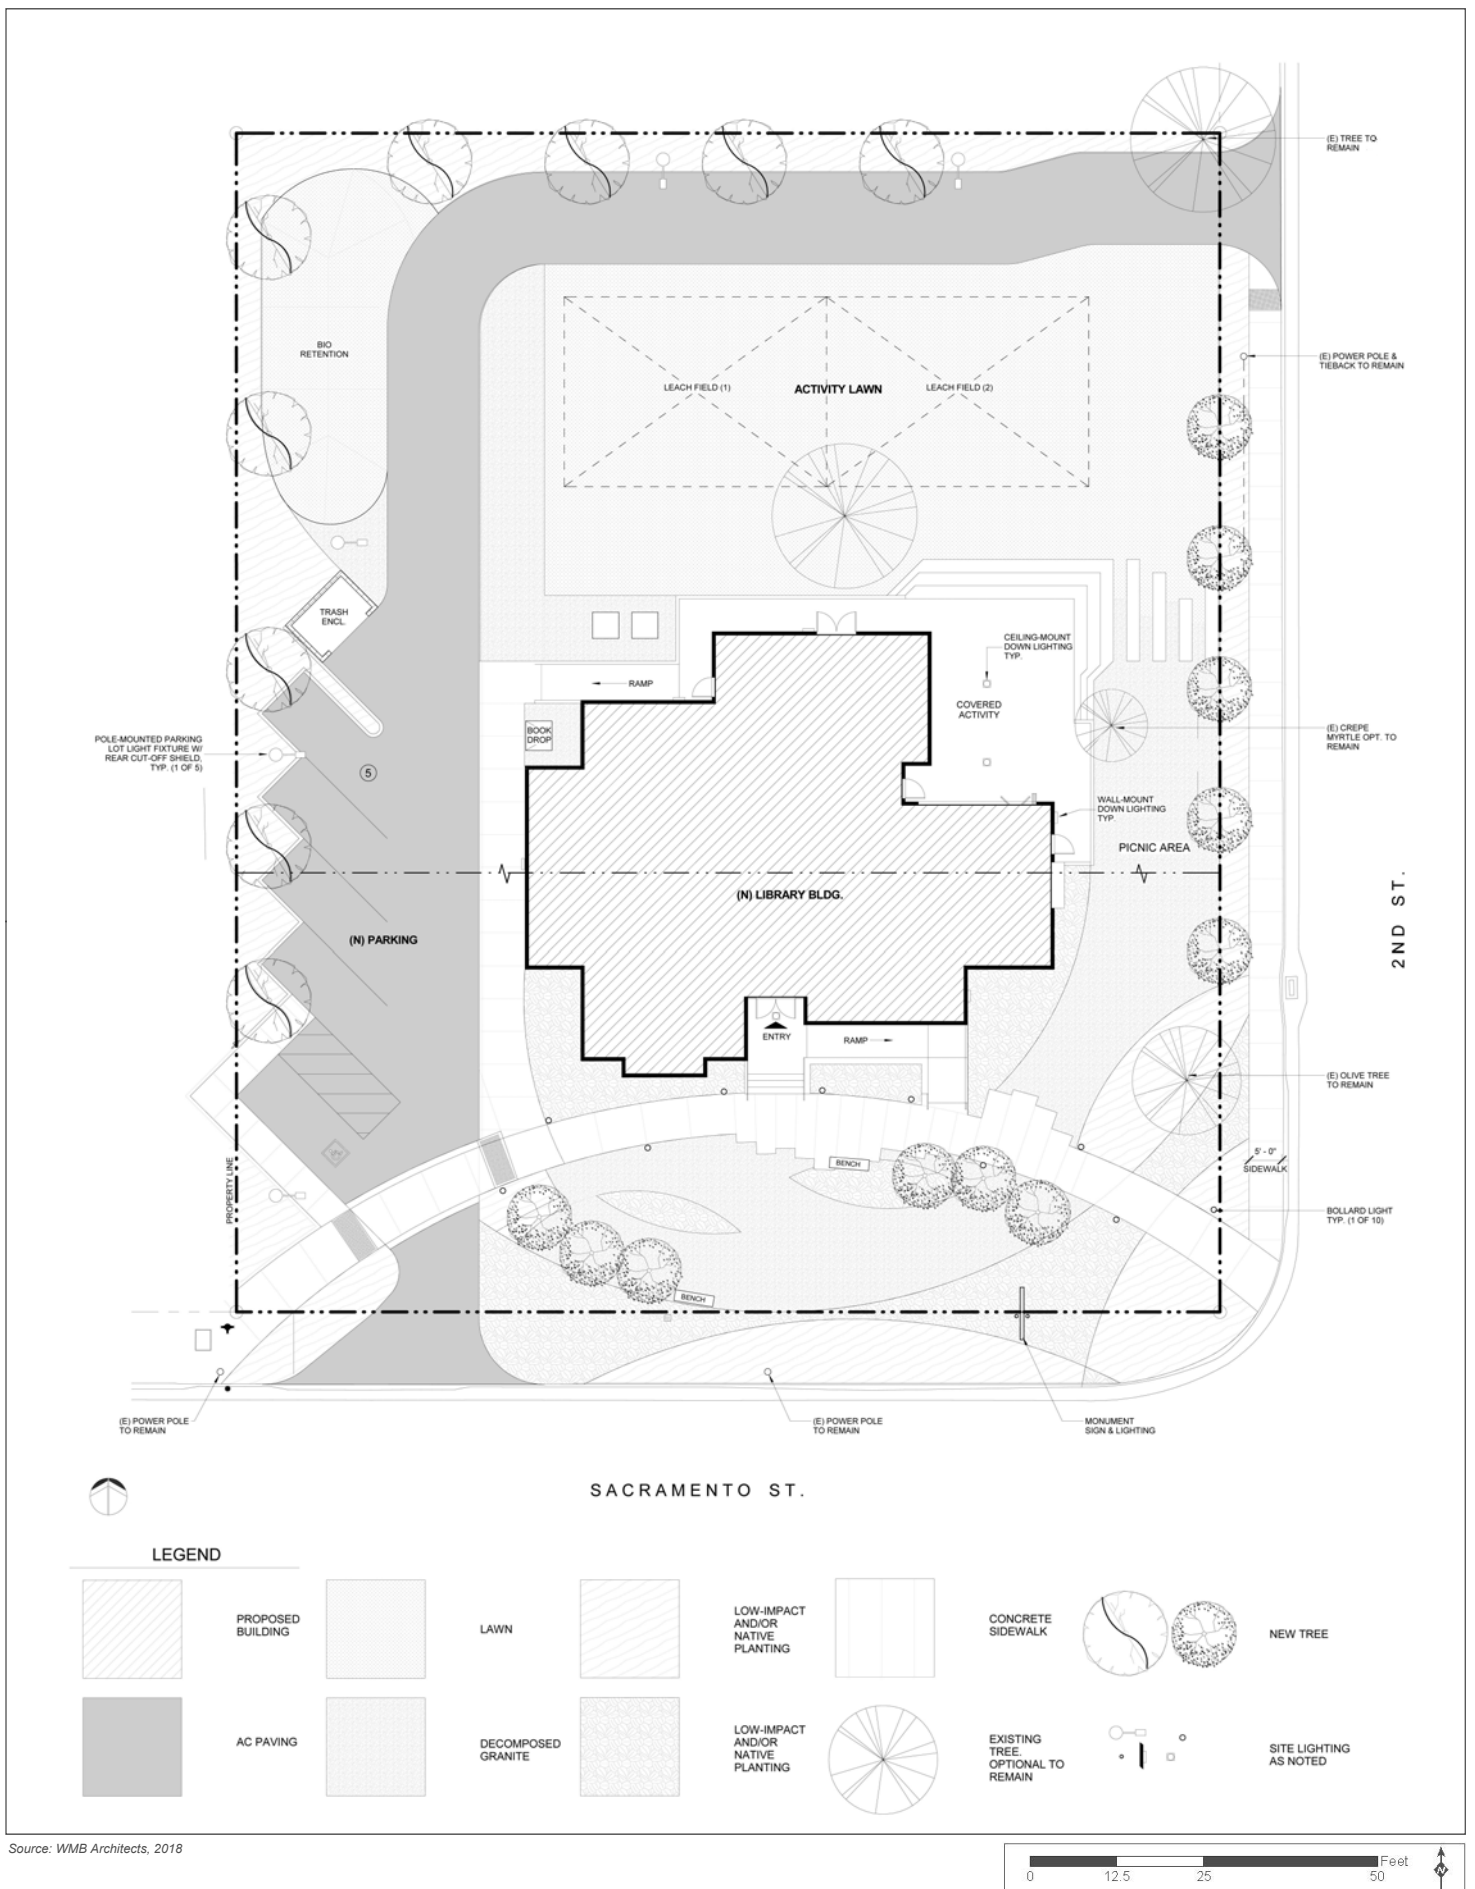 (E) TREE TO
REMAIN
BIO
RETENTION
(E) POWER POLE &
TIEBACK TO REMAIN
LEACH FIELD (1)
ACTIVITY LAWN
LEACH FIELD (2)
TRASH
ENCL.
CEILING-MOUNT
DOWN LIGHTING
TYP.
RAMP
COVERED
ACTIVITY
BOOK
DROP
(E) CREPE
MYRTLE OPT. TO
REMAIN
POLE-MOUNTED PARKING
LOT LIGHT FIXTURE W/
REAR CUT-OFF SHIELD,
TYP. (1 OF 5)
5
WALL-MOUNT
DOWN LIGHTING
TYP.
PICNIC AREA
(N) LIBRARY BLDG.
(N) PARKING
2ND ST.
ENTRY
RAMP
(E) OLIVE TREE
TO REMAIN
5' - 0"
SIDEWALK
BENCH
PROPERTY LINE
BOLLARD LIGHT
TYP. (1 OF 10)
BENCH
(E) POWER POLE
TO REMAIN
(E) POWER POLE
TO REMAIN
MONUMENT
SIGN & LIGHTING
SACRAMENTO ST.
LEGEND
PROPOSED
BUILDING
LAWN
LOW-IMPACT
AND/OR
NATIVE
PLANTING
CONCRETE
SIDEWALK
NEW TREE
AC PAVING
DECOMPOSED
GRANITE
LOW-IMPACT
AND/OR
NATIVE
PLANTING
EXISTING
TREE.
OPTIONAL TO
REMAIN
SITE LIGHTING
AS NOTED
Source: WMB Architects, 2018
Feet
0 12.5 25 50
N